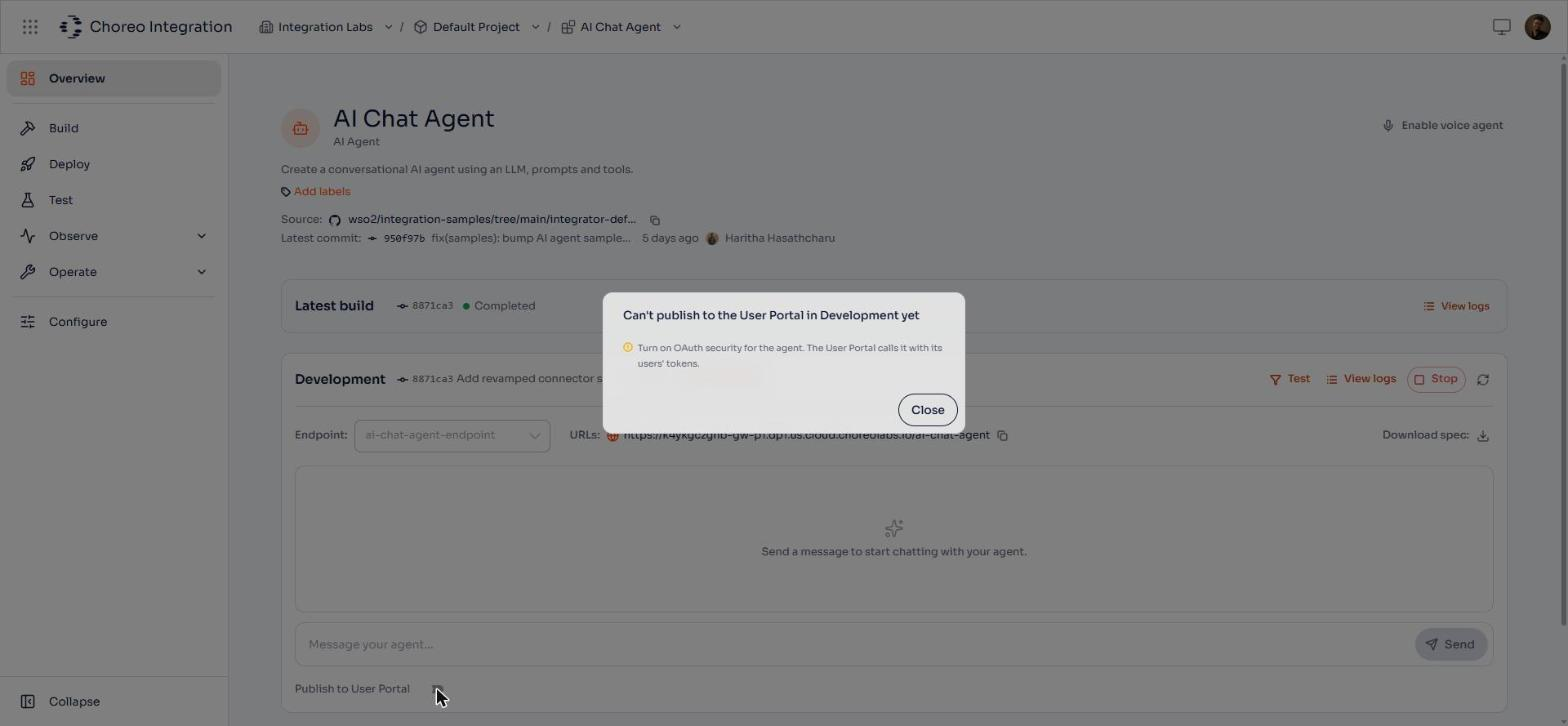 Choreo Integration
Integration Labs / Default Project / AI Chat Agent
Overview
Build
Deploy
Test
Observe
Operate
Configure
Collapse
AI Chat Agent
AI Agent
Enable voice agent
Create a conversational AI agent using an LLM, prompts and tools.
Add labels
Source: wso2/integration-samples/tree/main/integrator-def...
Latest commit: 950f97b fix(samples): bump AI agent sample... 5 days ago Haritha Hasathcharu
Latest build 8871ca3 Completed View logs
Can't publish to the User Portal in Development yet
Turn on OAuth security for the agent. The User Portal calls it with its
users' tokens.
Close
Development 8871ca3 Add revamped connector s Test View logs Stop
Endpoint: ai-chat-agent-endpoint URLs: Download spec:
Send a message to start chatting with your agent.
Message your agent... Send
Publish to User Portal